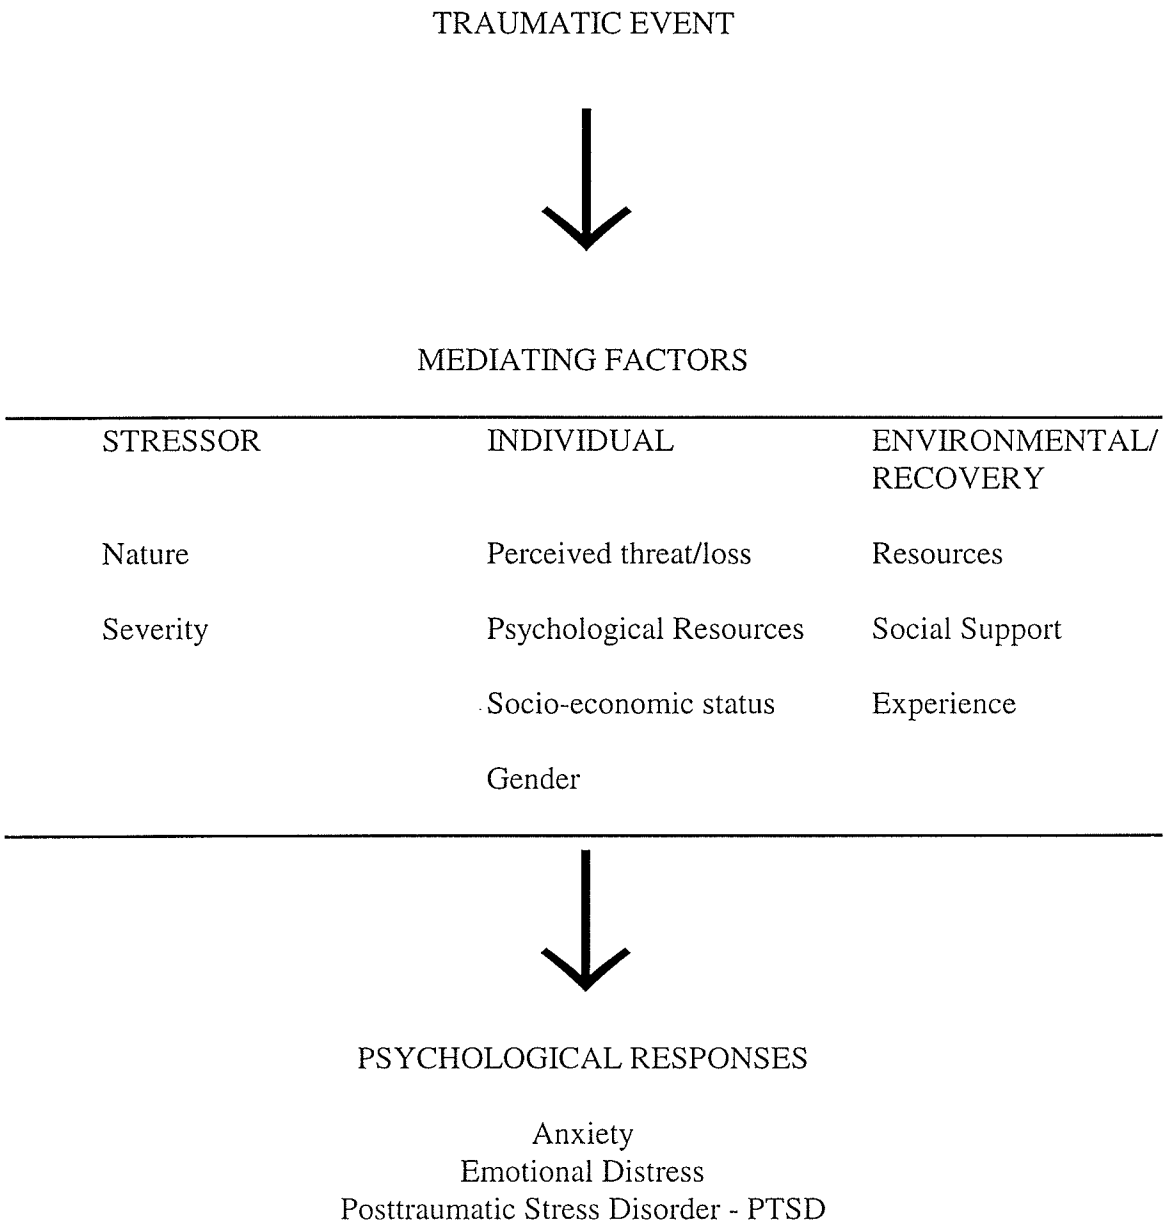 TRAUMATIC EVENT
MEDIATING FACTORS
STRESSOR INDIVIDUAL ENVIRONMENTAL/
RECOVERY
Nature Perceived threat/loss Resources
Severity Psychological Resources Social Support
Socio-economic status Experience
Gender
PSYCHOLOGICAL RESPONSES
Anxiety
Emotional Distress
Posttraumatic Stress Disorder - PTSD